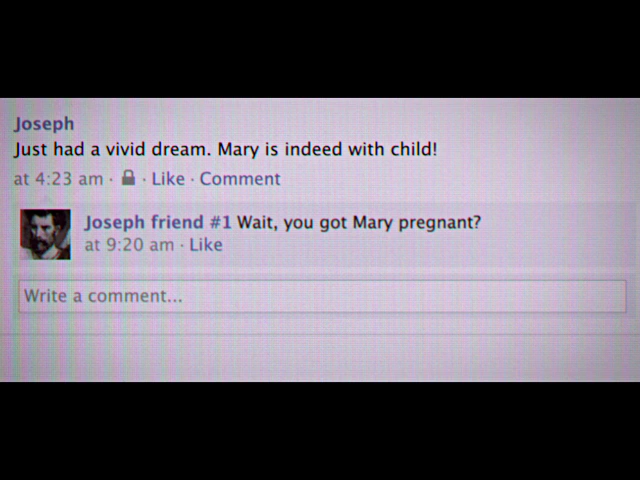 Joseph
Just had a vivid dream. Mary is indeed with child!
at 4:23 am · Like · Comment
Joseph friend #1 Wait, you got Mary pregnant?
at 9:20 am · Like
Write a comment...